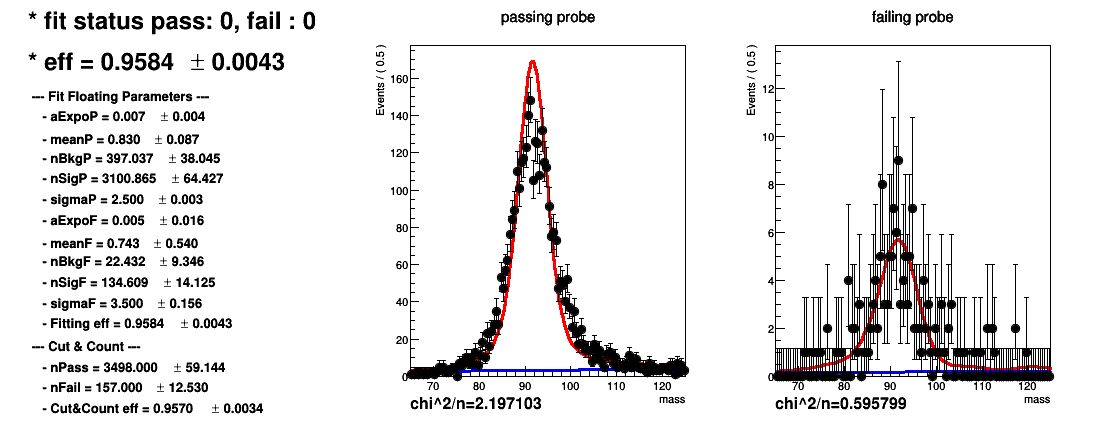 * fit status pass: 0, fail : 0
* eff = 0.9584 ± 0.0043
--- Fit Floating Parameters ---
- aExpoP = 0.007 ± 0.004
- meanP = 0.830 ± 0.087
- nBkgP = 397.037 ± 38.045
- nSigP = 3100.865 ± 64.427
- sigmaP = 2.500 ± 0.003
- aExpoF = 0.005 ± 0.016
- meanF = 0.743 ± 0.540
- nBkgF = 22.432 ± 9.346
- nSigF = 134.609 ± 14.125
- sigmaF = 3.500 ± 0.156
- Fitting eff = 0.9584 ± 0.0043
--- Cut & Count ---
- nPass = 3498.000 ± 59.144
- nFail = 157.000 ± 12.530
- Cut&Count eff = 0.9570 ± 0.0034
passing probe
Events / ( 0.5 )
160
140
120
100
80
60
40
20
0
70 80 90 100 110 120
mass
chi^2/n=2.197103
failing probe
Events / ( 0.5 )
12
10
8
6
4
2
0
70 80 90 100 110 120
mass
chi^2/n=0.595799